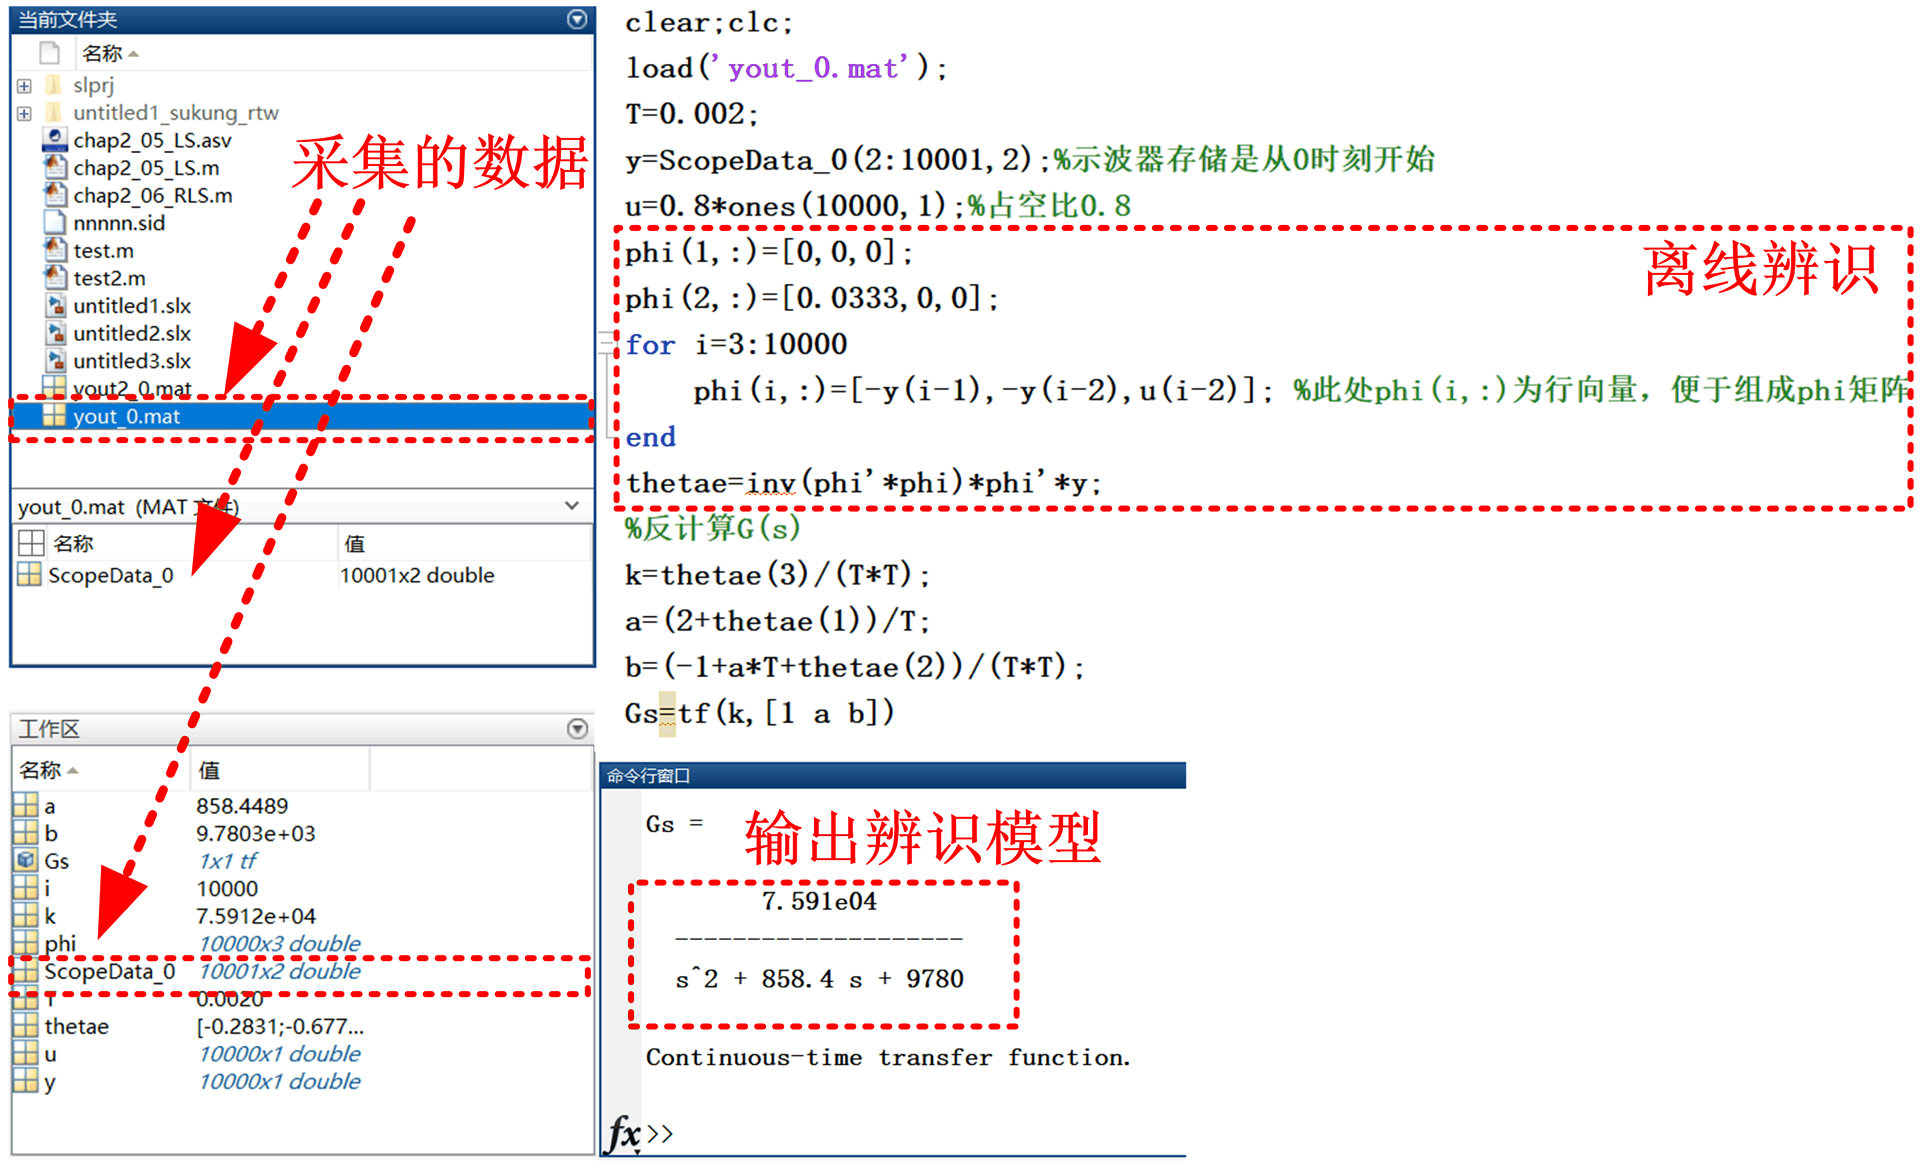 当前文件夹
名称
slprj
untitled1_sukung_rtw
chap2_05_LS.asv
chap2_05_LS.m
chap2_06_RLS.m
nnnnn.sid
test.m
test2.m
untitled1.slx
untitled2.slx
untitled3.slx
yout2_0.mat
yout_0.mat
采集的数据
yout_0.mat (MAT 文件)
名称 值
ScopeData_0 10001x2 double
工作区
名称 值
a 858.4489
b 9.7803e+03
Gs 1x1 tf
i 10000
k 7.5912e+04
phi 10000x3 double
ScopeData_0 10001x2 double
T 0.0020
thetae [-0.2831;-0.677...
u 10000x1 double
y 10000x1 double
clear;clc;
load('yout_0.mat');
T=0.002;
y=ScopeData_0(2:10001,2);%示波器存储是从0时刻开始
u=0.8*ones(10000,1);%占空比0.8
离线辨识
phi(1,:)=[0,0,0];
phi(2,:)=[0.0333,0,0];
for i=3:10000
phi(i,:)=[-y(i-1),-y(i-2),u(i-2)]; %此处phi(i,:)为行向量，便于组成phi矩阵
end
thetae=inv(phi'*phi)*phi'*y;
%反计算G(s)
k=thetae(3)/(T*T);
a=(2+thetae(1))/T;
b=(-1+a*T+thetae(2))/(T*T);
Gs=tf(k,[1 a b])
命令行窗口
Gs =
输出辨识模型
7.591e04
--------------------
s^2 + 858.4 s + 9780
Continuous-time transfer function.
fx >>